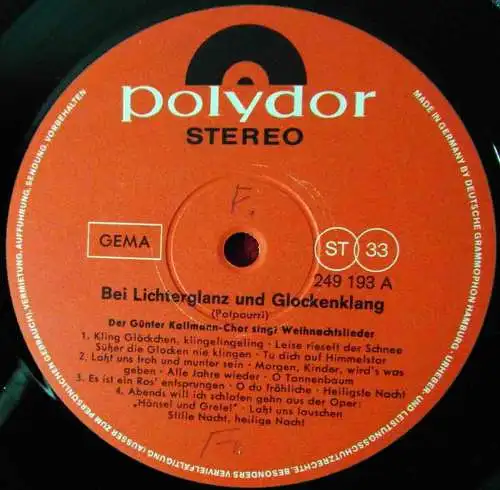 polydor
STEREO
F.
GEMA
ST 33
249 193 A
Bei Lichterglanz und Glockenklang
(Potpourri)
Der Günter Kallmann-Chor singt Weihnachtslieder
1. Kling Glöckchen, klingelingeling · Leise rieselt der Schnee
Süßer die Glocken nie klingen · Tu dich auf Himmelstor
2. Laßt uns froh und munter sein · Morgen, Kinder, wird's was
geben · Alle Jahre wieder · O Tannenbaum
3. Es ist ein Ros' entsprungen · O du fröhliche · Heiligste Nacht
4. Abends will ich schlafen gehn aus der Oper:
„Hänsel und Gretel" · Laßt uns lauschen
Stille Nacht, heilige Nacht
MADE IN GERMANY BY DEUTSCHE GRAMMOPHON HAMBURG · URHEBER- UND LEISTUNGSSCHUTZRECHTE, BESONDERS VERVIELFÄLTIGUNG (AUSSER ZUM PERSÖNLICHEN GEBRAUCH), VERMIETUNG, AUFFÜHRUNG, SENDUNG, VORBEHALTEN